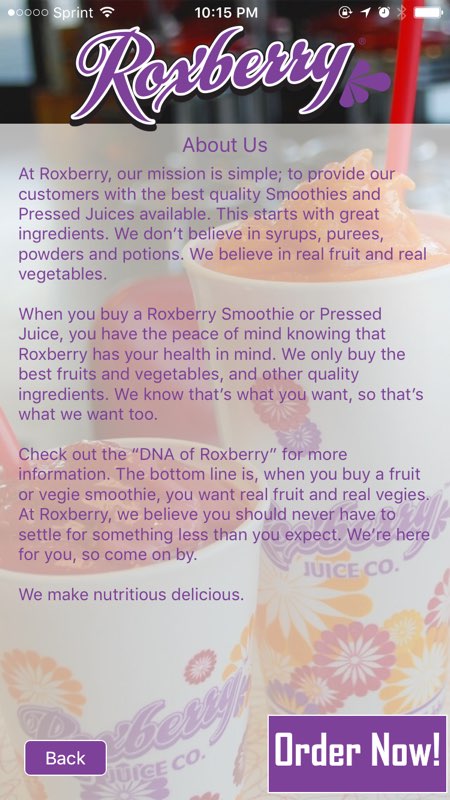 Sprint 10:15 PM
Roxberry®
About Us
At Roxberry, our mission is simple; to provide our
customers with the best quality Smoothies and
Pressed Juices available. This starts with great
ingredients. We don’t believe in syrups, purees,
powders and potions. We believe in real fruit and real
vegetables.
When you buy a Roxberry Smoothie or Pressed
Juice, you have the peace of mind knowing that
Roxberry has your health in mind. We only buy the
best fruits and vegetables, and other quality
ingredients. We know that’s what you want, so that’s
what we want too.
Check out the “DNA of Roxberry” for more
information. The bottom line is, when you buy a fruit
or vegie smoothie, you want real fruit and real vegies.
At Roxberry, we believe you should never have to
settle for something less than you expect. We’re here
for you, so come on by.
We make nutritious delicious.
Roxberry
JUICE CO.
Roxberry
JUICE CO.
Back
Order Now!